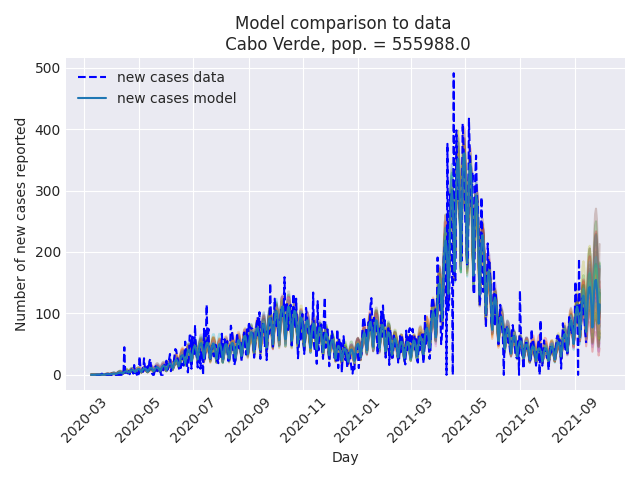 Model comparison to data
Cabo Verde, pop. = 555988.0
new cases data
new cases model
Number of new cases reported
500
400
300
200
100
0
2020-03
2020-05
2020-07
2020-09
2020-11
2021-01
2021-03
2021-05
2021-07
2021-09
Day